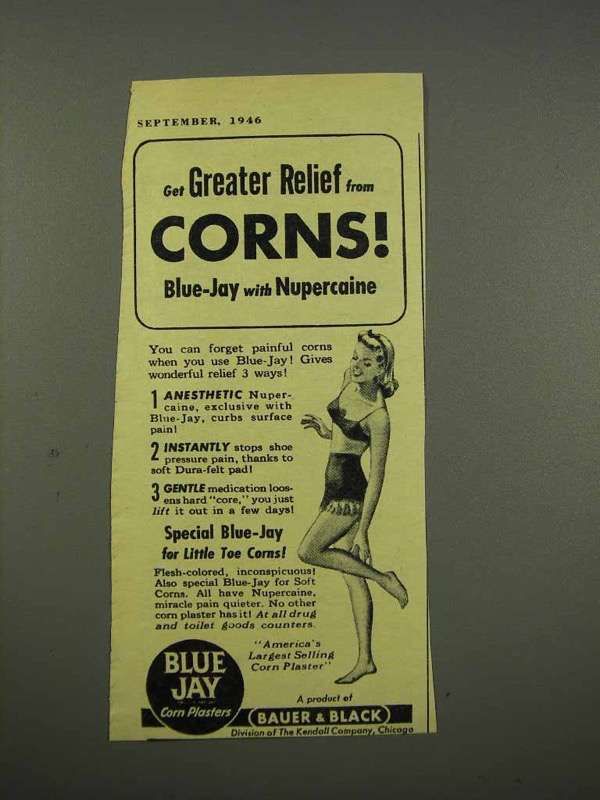 SEPTEMBER, 1946
Get Greater Relief from
CORNS!
Blue-Jay with Nupercaine
You can forget painful corns
when you use Blue-Jay! Gives
wonderful relief 3 ways!
1 ANESTHETIC Nuper-
caine, exclusive with
Blue-Jay, curbs surface
pain!
2 INSTANTLY stops shoe
pressure pain, thanks to
soft Dura-felt pad!
3 GENTLE medication loos-
ens hard "core," you just
lift it out in a few days!
Special Blue-Jay
for Little Toe Corns!
Flesh-colored, inconspicuous!
Also special Blue-Jay for Soft
Corns. All have Nupercaine,
miracle pain quieter. No other
corn plaster has it! At all drug
and toilet goods counters.
"America's
Largest Selling
Corn Plaster"
BLUE
JAY
Corn Plasters
A product of
BAUER & BLACK
Division of The Kendall Company, Chicago